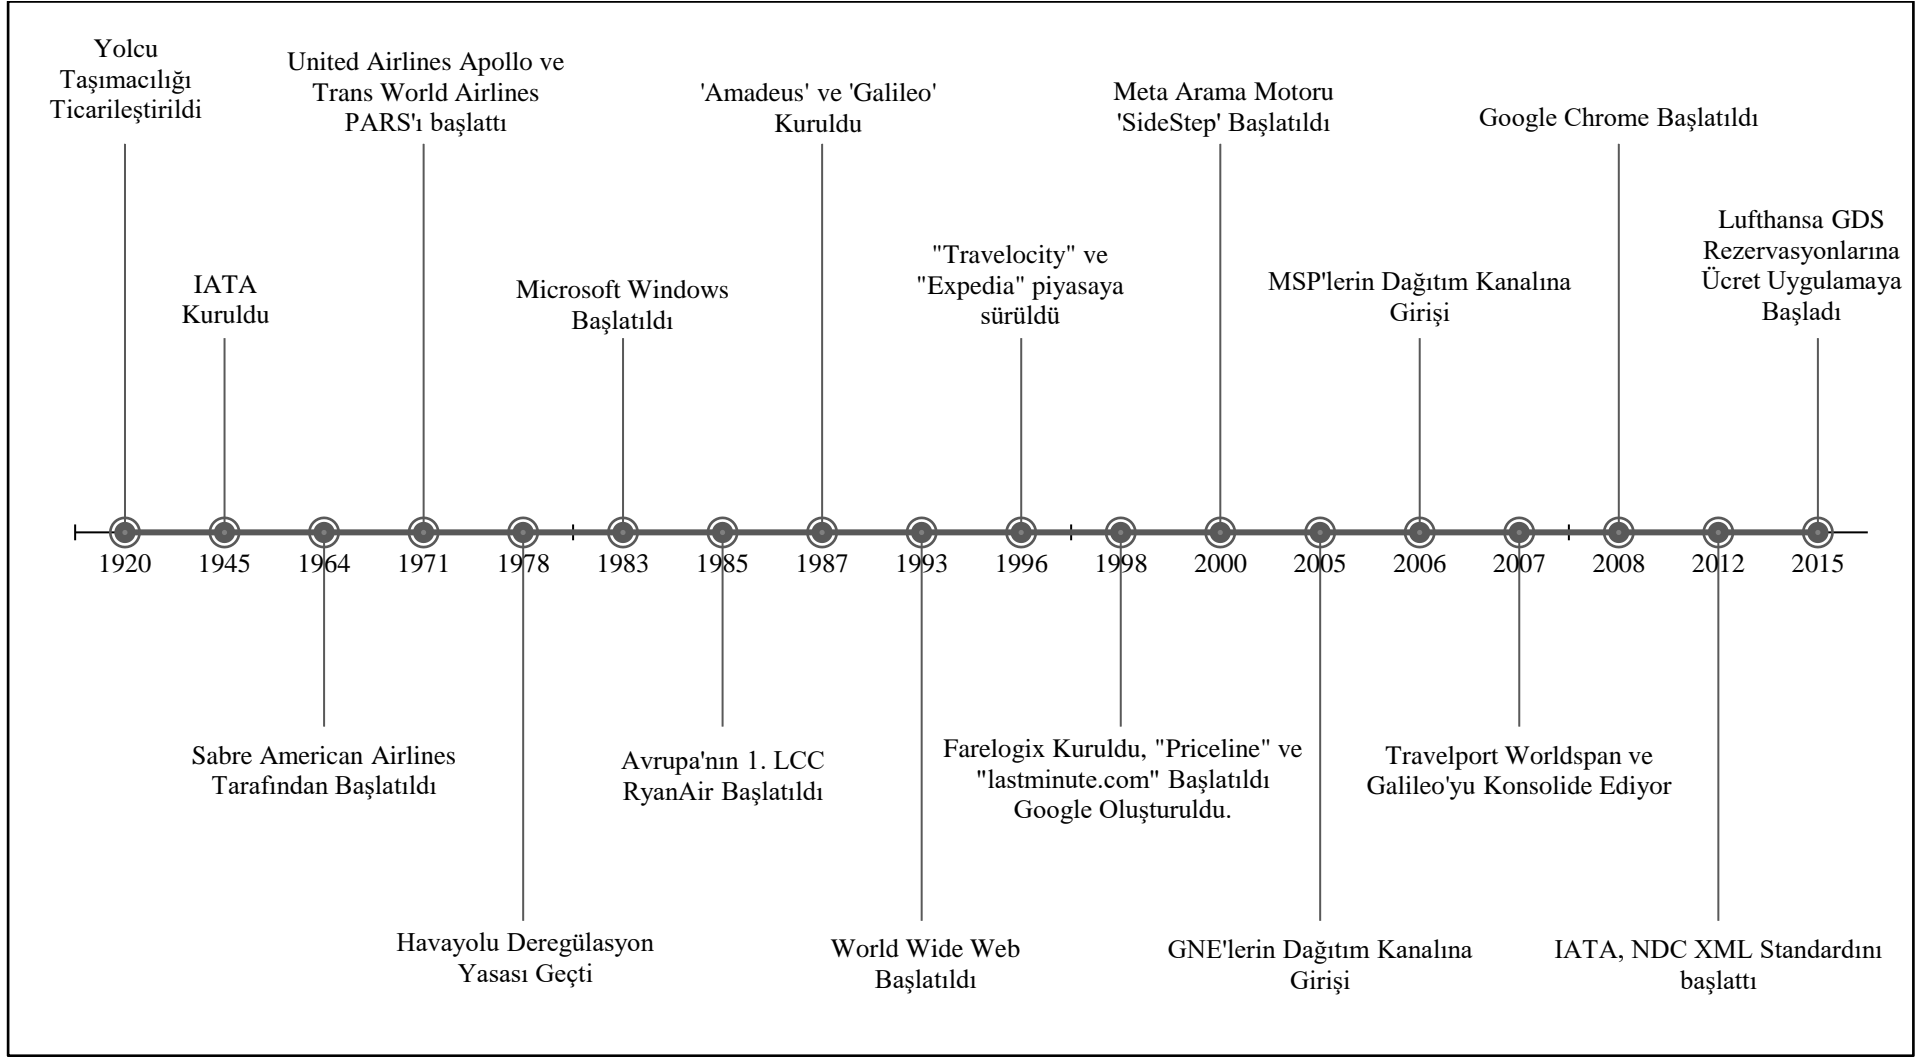 Yolcu
Taşımacılığı
Ticarileştirildi
United Airlines Apollo ve
Trans World Airlines
PARS'ı başlattı
'Amadeus' ve 'Galileo'
Kuruldu
Meta Arama Motoru
'SideStep' Başlatıldı
Google Chrome Başlatıldı
IATA
Kuruldu
Microsoft Windows
Başlatıldı
"Travelocity" ve
"Expedia" piyasaya
sürüldü
MSP'lerin Dağıtım Kanalına
Girişi
Lufthansa GDS
Rezervasyonlarına
Ücret Uygulamaya
Başladı
1920 1945 1964 1971 1978 1983 1985 1987 1993 1996 1998 2000 2005 2006 2007 2008 2012 2015
Sabre American Airlines
Tarafından Başlatıldı
Avrupa'nın 1. LCC
RyanAir Başlatıldı
Farelogix Kuruldu, "Priceline" ve
"lastminute.com" Başlatıldı
Google Oluşturuldu.
Travelport Worldspan ve
Galileo'yu Konsolide Ediyor
Havayolu Deregülasyon
Yasası Geçti
World Wide Web
Başlatıldı
GNE'lerin Dağıtım Kanalına
Girişi
IATA, NDC XML Standardını
başlattı